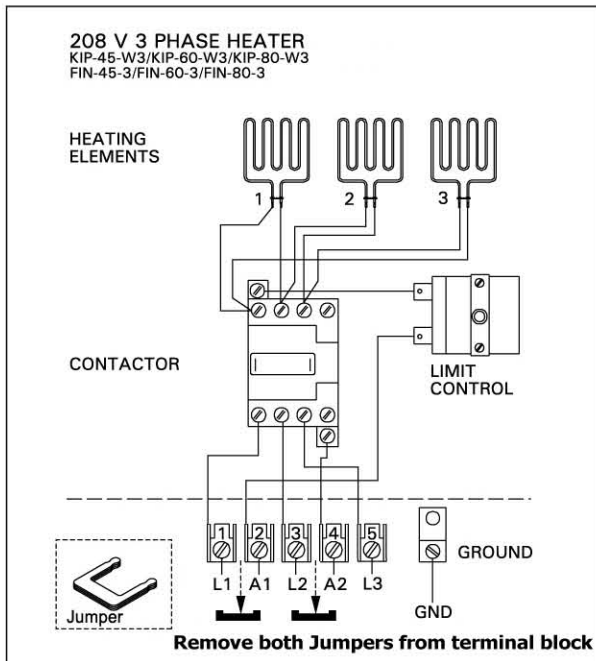 208 V 3 PHASE HEATER
KIP-45-W3/KIP-60-W3/KIP-80-W3
FIN-45-3/FIN-60-3/FIN-80-3
HEATING
ELEMENTS
1 2 3
CONTACTOR
LIMIT
CONTROL
1 2 3 4 5
GROUND
L1 A1 L2 A2 L3
Jumper
GND
Remove both Jumpers from terminal block